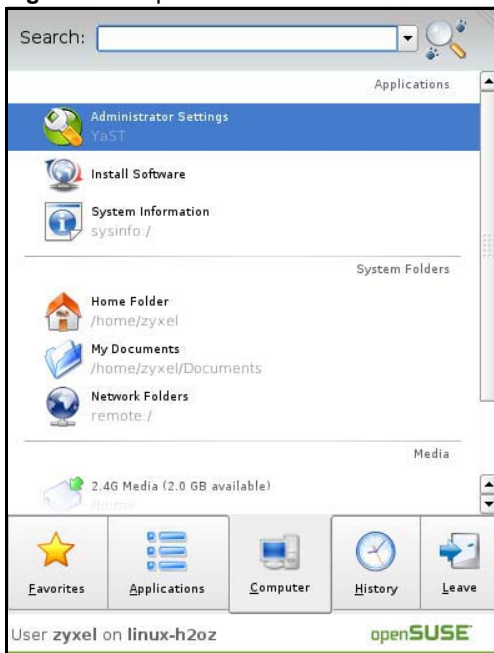 Search:
Applications
Administrator Settings
YaST
Install Software
System Information
sysinfo:/
System Folders
Home Folder
/home/zyxel
My Documents
/home/zyxel/Documents
Network Folders
remote:/
Media
2.4G Media (2.0 GB available)
/home
Favorites
Applications
Computer
History
Leave
User zyxel on linux-h2oz
openSUSE